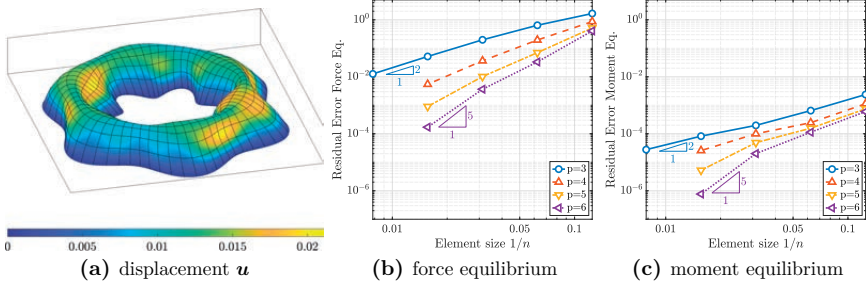 0 0.005 0.01 0.015 0.02
(a) displacement u
Residual Error Force Eq.
10^0
10^-2
10^-4
10^-6
2
1
5
1
p=3
p=4
p=5
p=6
0.01 0.05 0.1
Element size 1/n
(b) force equilibrium
Residual Error Moment Eq.
10^0
10^-2
10^-4
10^-6
2
1
5
1
p=3
p=4
p=5
p=6
0.01 0.05 0.1
Element size 1/n
(c) moment equilibrium